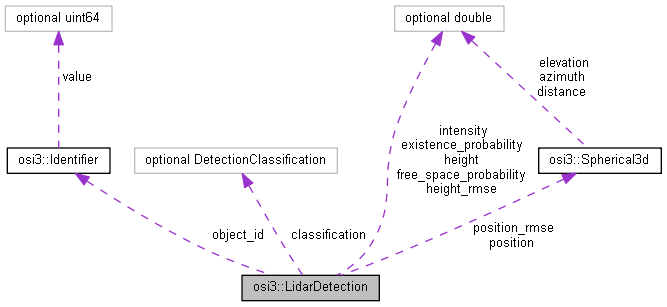 optional uint64
optional double
value
elevation
azimuth
distance
osi3::Identifier
optional DetectionClassification
intensity
existence_probability
height
free_space_probability
height_rmse
osi3::Spherical3d
object_id
classification
position_rmse
position
osi3::LidarDetection